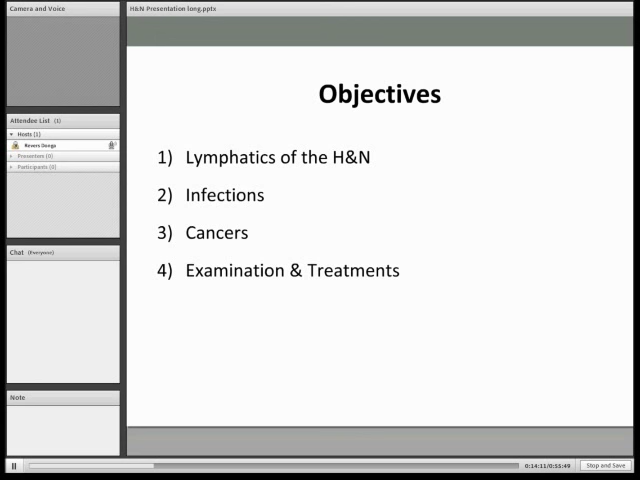 Camera and Voice
H&N Presentation long.pptx
Objectives
1) Lymphatics of the H&N
2) Infections
3) Cancers
4) Examination & Treatments
Attendee List (1)
Hosts (1)
Revers Donga
Presenters (0)
Participants (0)
Chat (Everyone)
Note
0:14:11/0:55:49
Stop and Save